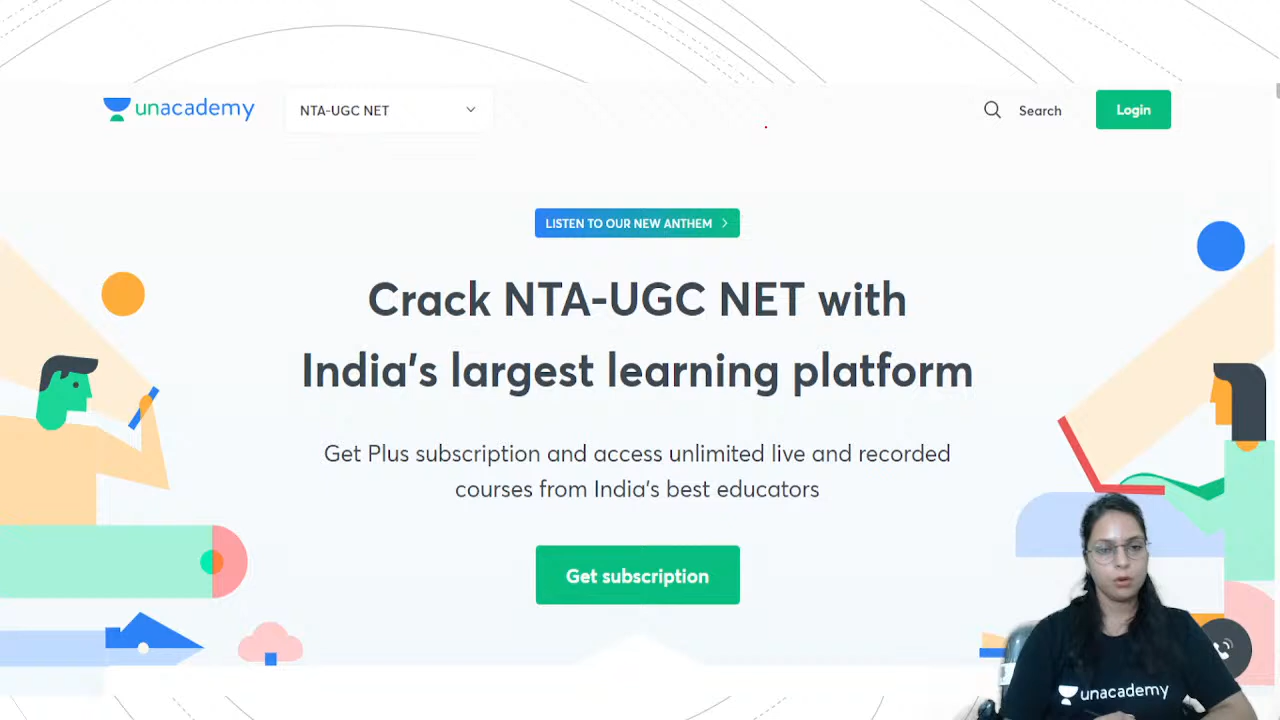 unacademy
NTA-UGC NET
Search
Login
LISTEN TO OUR NEW ANTHEM
Crack NTA-UGC NET with
India's largest learning platform
Get Plus subscription and access unlimited live and recorded
courses from India's best educators
Get subscription
unacademy